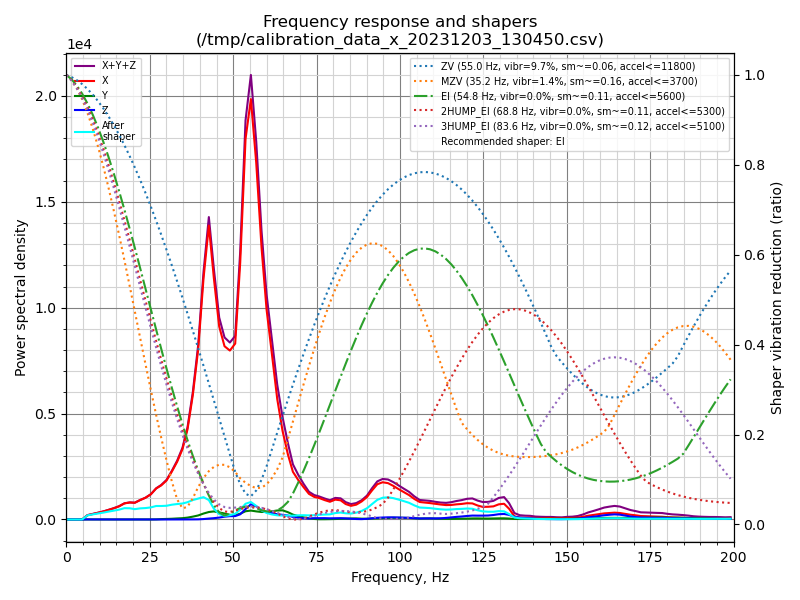 Frequency response and shapers
(/tmp/calibration_data_x_20231203_130450.csv)
1e4
X+Y+Z
X
Y
Z
After
shaper
ZV (55.0 Hz, vibr=9.7%, sm~=0.06, accel<=11800)
MZV (35.2 Hz, vibr=1.4%, sm~=0.16, accel<=3700)
EI (54.8 Hz, vibr=0.0%, sm~=0.11, accel<=5600)
2HUMP_EI (68.8 Hz, vibr=0.0%, sm~=0.11, accel<=5300)
3HUMP_EI (83.6 Hz, vibr=0.0%, sm~=0.12, accel<=5100)
Recommended shaper: EI
Power spectral density
2.0
1.5
1.0
0.5
0.0
1.0
0.8
0.6
0.4
0.2
0.0
Shaper vibration reduction (ratio)
0 25 50 75 100 125 150 175 200
Frequency, Hz